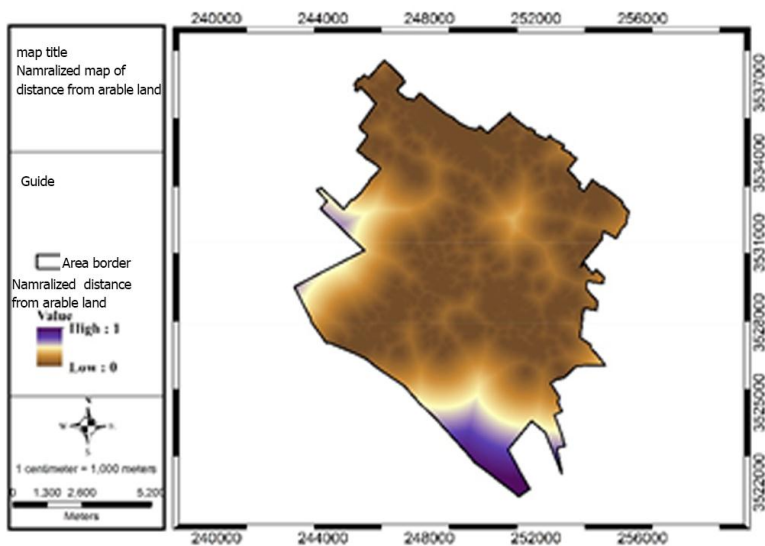 map title
Namralized map of
distance from arable land
Guide
Area border
Namralized distance
from arable land
Value
High : 1
Low : 0
N
W E
S
1 centimeter = 1,000 meters
0 1,300 2,600 5,200
Meters
240000 244000 248000 252000 256000
3537000
3534000
3531000
3528000
3525000
3522000
240000 244000 248000 252000 256000